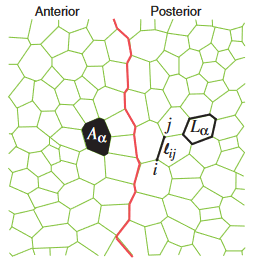 Anterior Posterior
Aα
Lα
j
ℓij
i